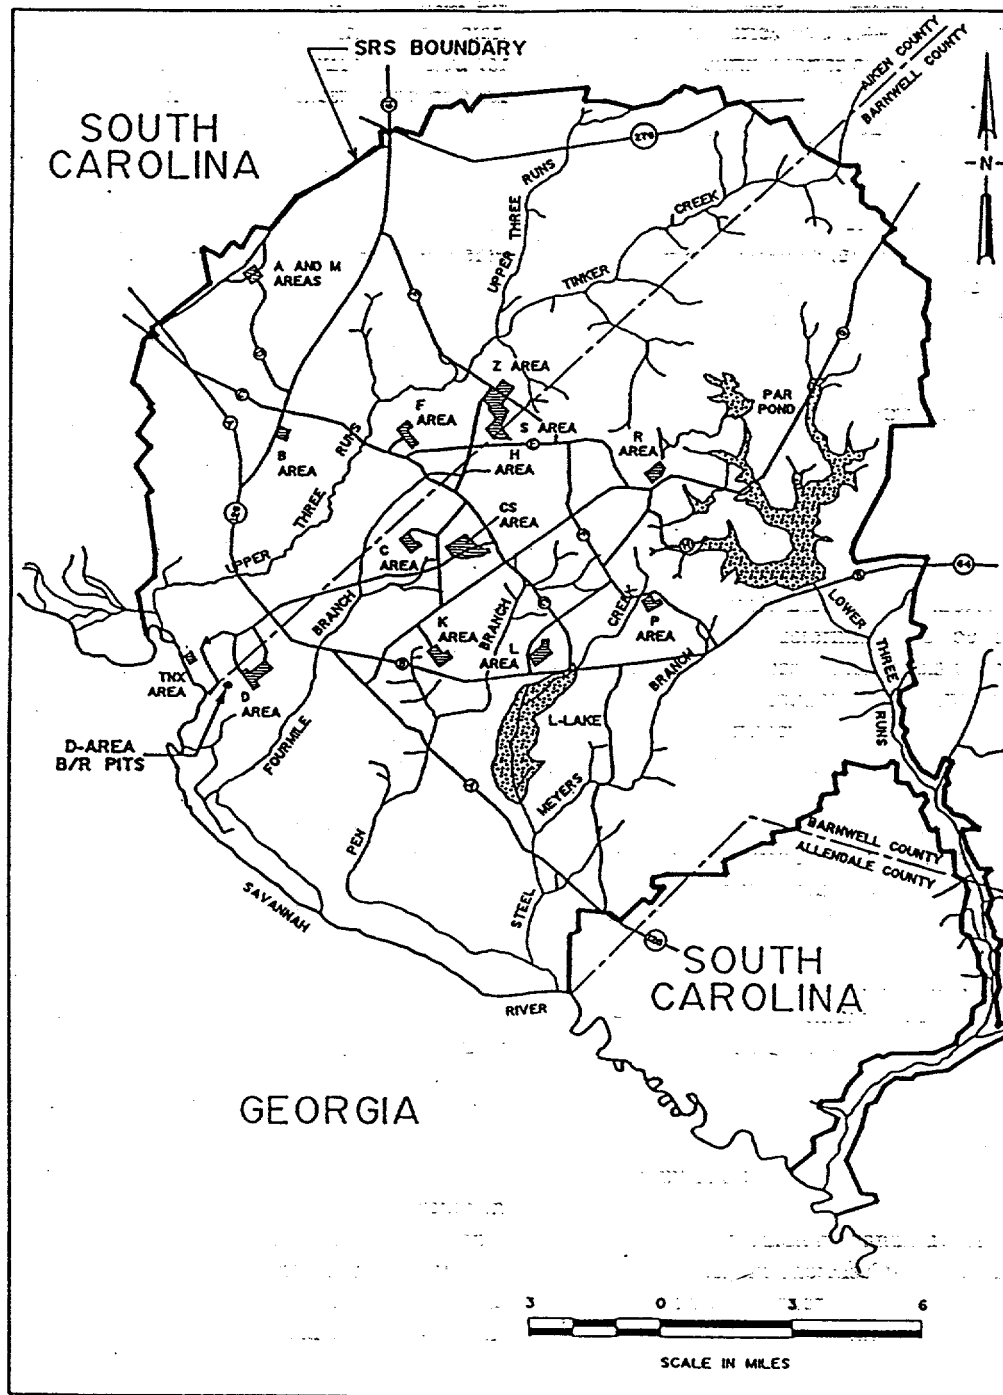 SRS BOUNDARY
SOUTH
CAROLINA
AIKEN COUNTY
BARNWELL COUNTY
N
278
UPPER THREE RUNS
TINKER
CREEK
A AND M
AREAS
Z AREA
F
AREA
S AREA
PAR
POND
R
AREA
H
AREA
B
AREA
UPPER
THREE
RUNS
CS
AREA
C
AREA
64
K
AREA
BRANCH
BRANCH
CREEK
P
AREA
L
AREA
BRANCH
LOWER
THREE
RUNS
TNX
AREA
D
AREA
D-AREA
B/R PITS
FOURMILE
L-LAKE
MEYERS
PEN
STEEL
BARNWELL COUNTY
ALLENDALE COUNTY
SAVANNAH
RIVER
SOUTH
CAROLINA
GEORGIA
3 0 3 6
SCALE IN MILES